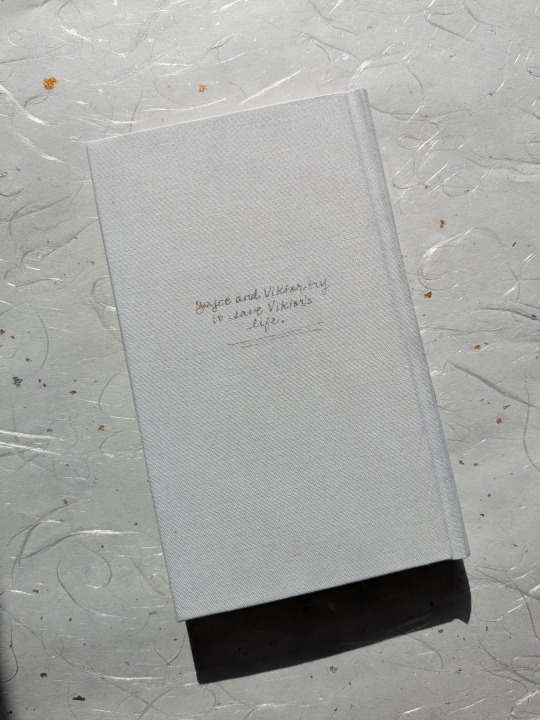 Jayce and Viktor try
to save Viktor's
life.